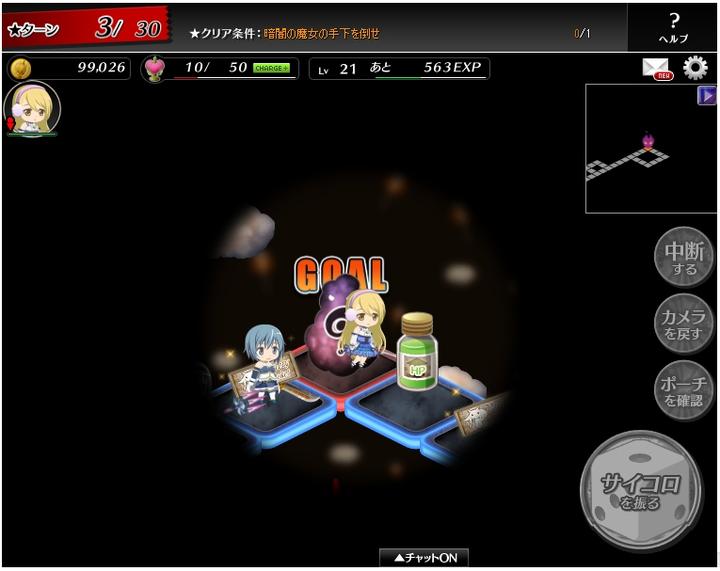 ★ターン 3/ 30
★クリア条件：暗闇の魔女の手下を倒せ 0/1
?
ヘルプ
99,026
10/ 50 CHARGE+
Lv 21 あと 563EXP
NEW
GOAL
HP
中断
する
カメラ
を戻す
ポーチ
を確認
サイコロ
を振る
▲チャットON